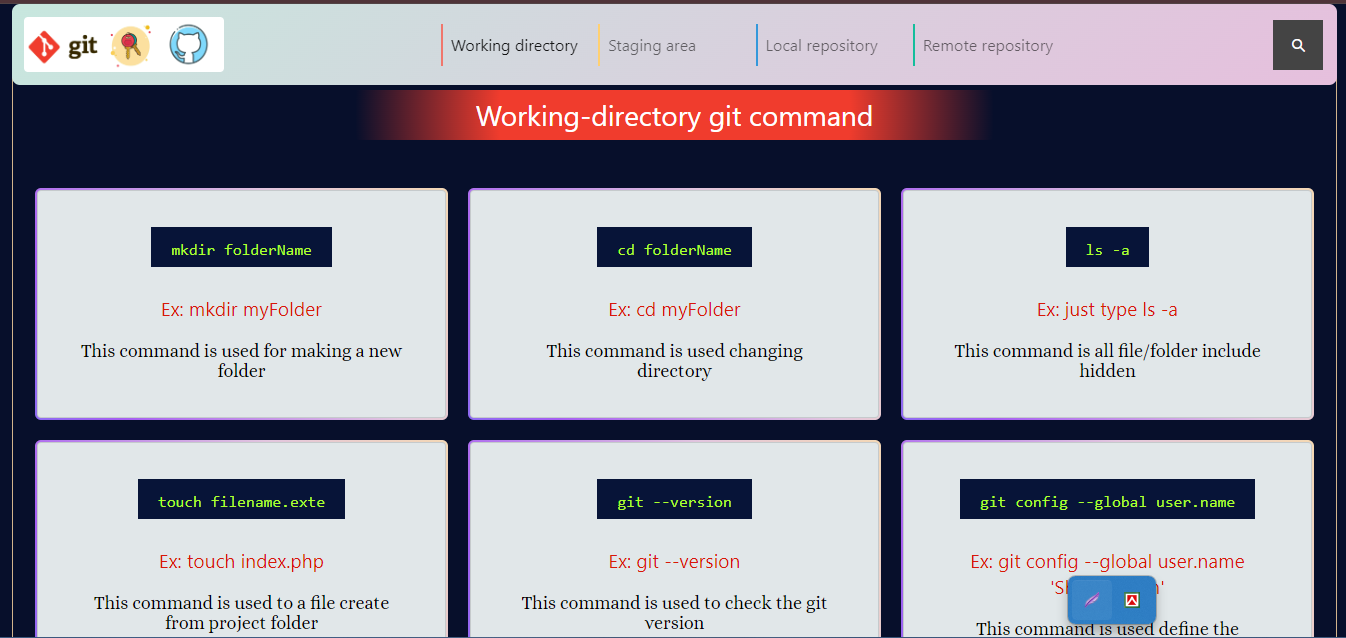 git
Working directory
Staging area
Local repository
Remote repository
Working-directory git command
mkdir folderName
Ex: mkdir myFolder
This command is used for making a new
folder
cd folderName
Ex: cd myFolder
This command is used changing
directory
ls -a
Ex: just type ls -a
This command is all file/folder include
hidden
touch filename.exte
Ex: touch index.php
This command is used to a file create
from project folder
git --version
Ex: git --version
This command is used to check the git
version
git config --global user.name
Ex: git config --global user.name
This command is used define the